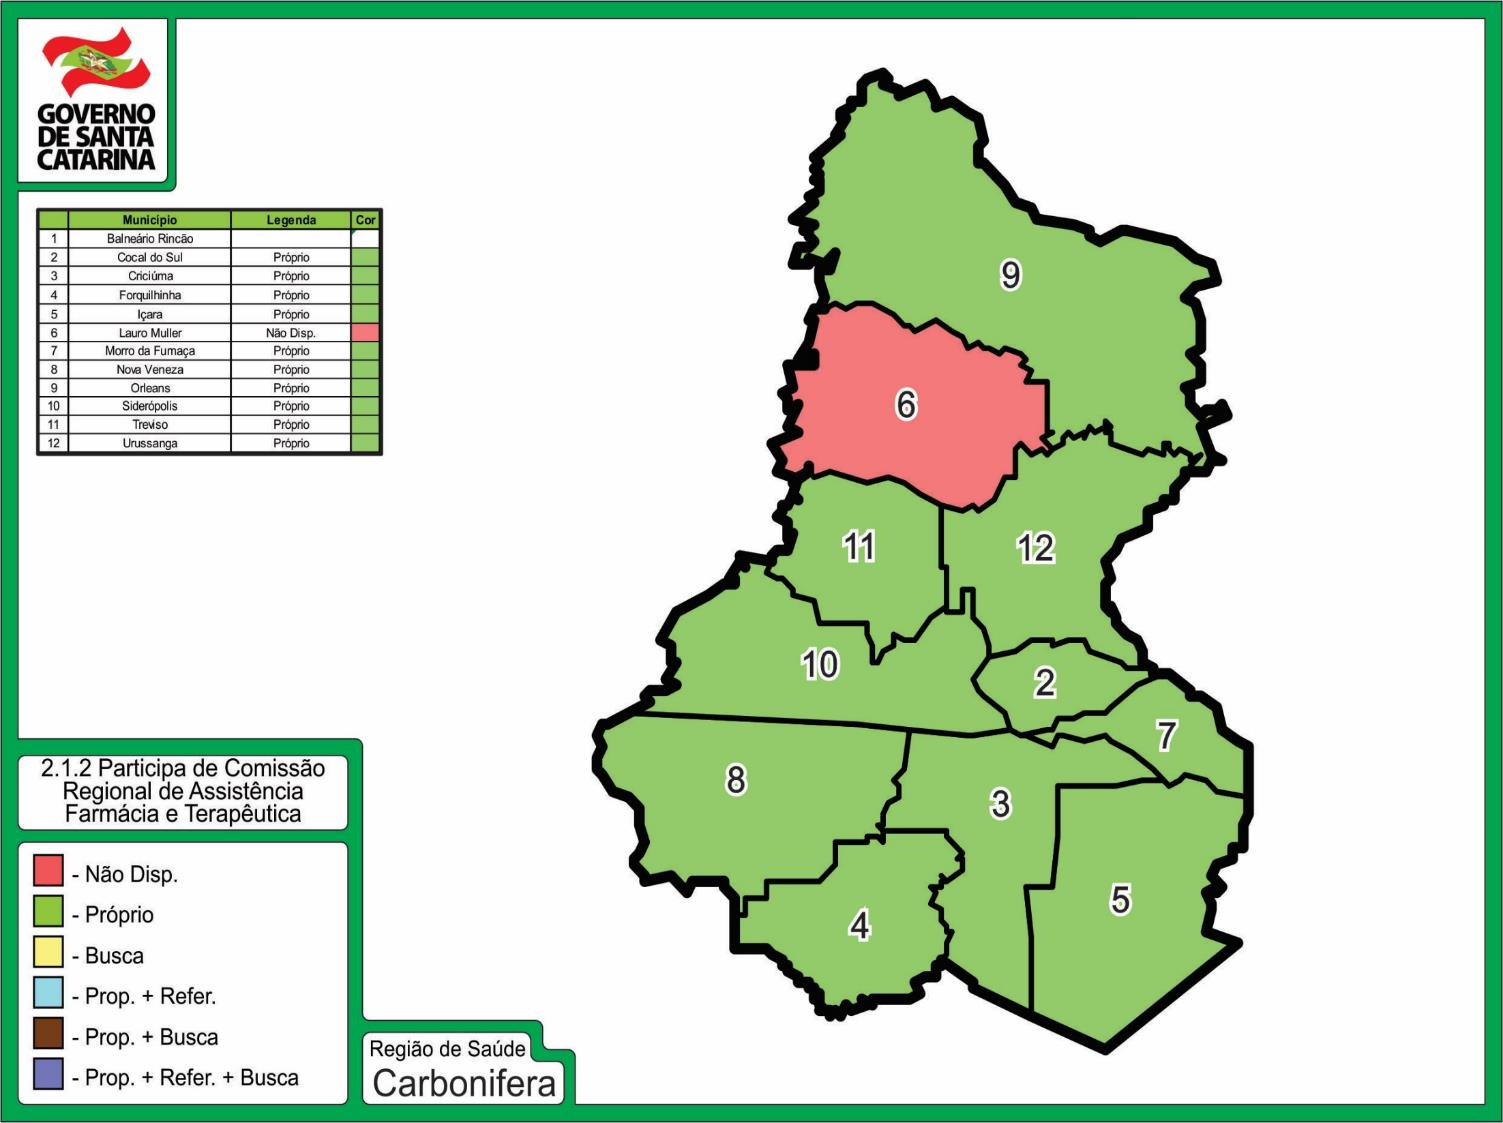 GOVERNO
DE SANTA
CATARINA
Município Legenda Cor
1 Balneário Rincão
2 Cocal do Sul Próprio
3 Criciúma Próprio
4 Forquilhinha Próprio
5 Içara Próprio
6 Lauro Muller Não Disp.
7 Morro da Fumaça Próprio
8 Nova Veneza Próprio
9 Orleans Próprio
10 Siderópolis Próprio
11 Treviso Próprio
12 Urussanga Próprio
9
6
11
12
10
2
7
8
3
5
4
2.1.2 Participa de Comissão
Regional de Assistência
Farmácia e Terapêutica
- Não Disp.
- Próprio
- Busca
- Prop. + Refer.
- Prop. + Busca
- Prop. + Refer. + Busca
Região de Saúde
Carbonifera